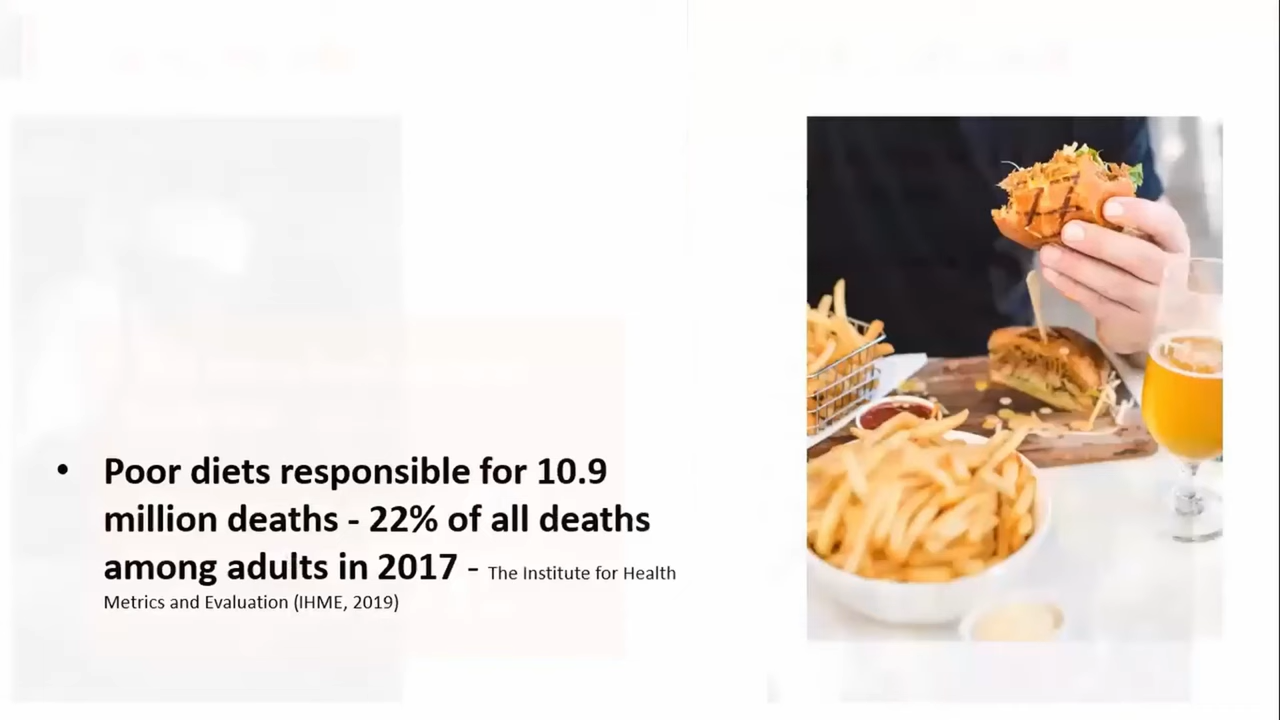 • Poor diets responsible for 10.9
million deaths - 22% of all deaths
among adults in 2017 - The Institute for Health
Metrics and Evaluation (IHME, 2019)